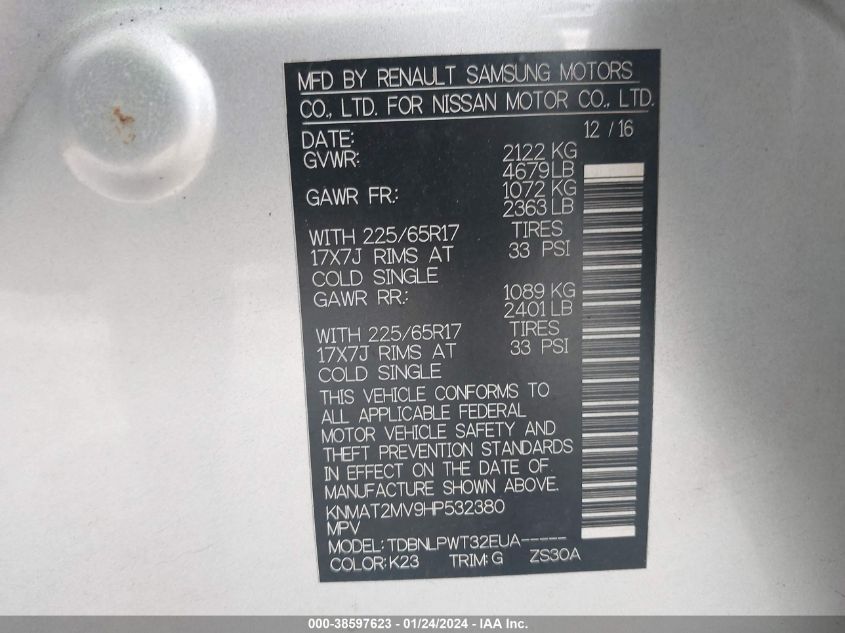 MFD BY RENAULT SAMSUNG MOTORS
CO., LTD. FOR NISSAN MOTOR CO., LTD.
DATE: 12 / 16
GVWR: 2122 KG
4679 LB
GAWR FR.: 1072 KG
2363 LB
WITH 225/65R17 TIRES
17X7J RIMS AT 33 PSI
COLD SINGLE
GAWR RR.: 1089 KG
2401 LB
WITH 225/65R17 TIRES
17X7J RIMS AT 33 PSI
COLD SINGLE
THIS VEHICLE CONFORMS TO
ALL APPLICABLE FEDERAL
MOTOR VEHICLE SAFETY AND
THEFT PREVENTION STANDARDS
IN EFFECT ON THE DATE OF
MANUFACTURE SHOWN ABOVE.
KNMAT2MV9HP532380
MPV
MODEL: TDBNLPWT32EUA-----
COLOR: K23 TRIM: G ZS30A
000-38597623 - 01/24/2024 - IAA Inc.